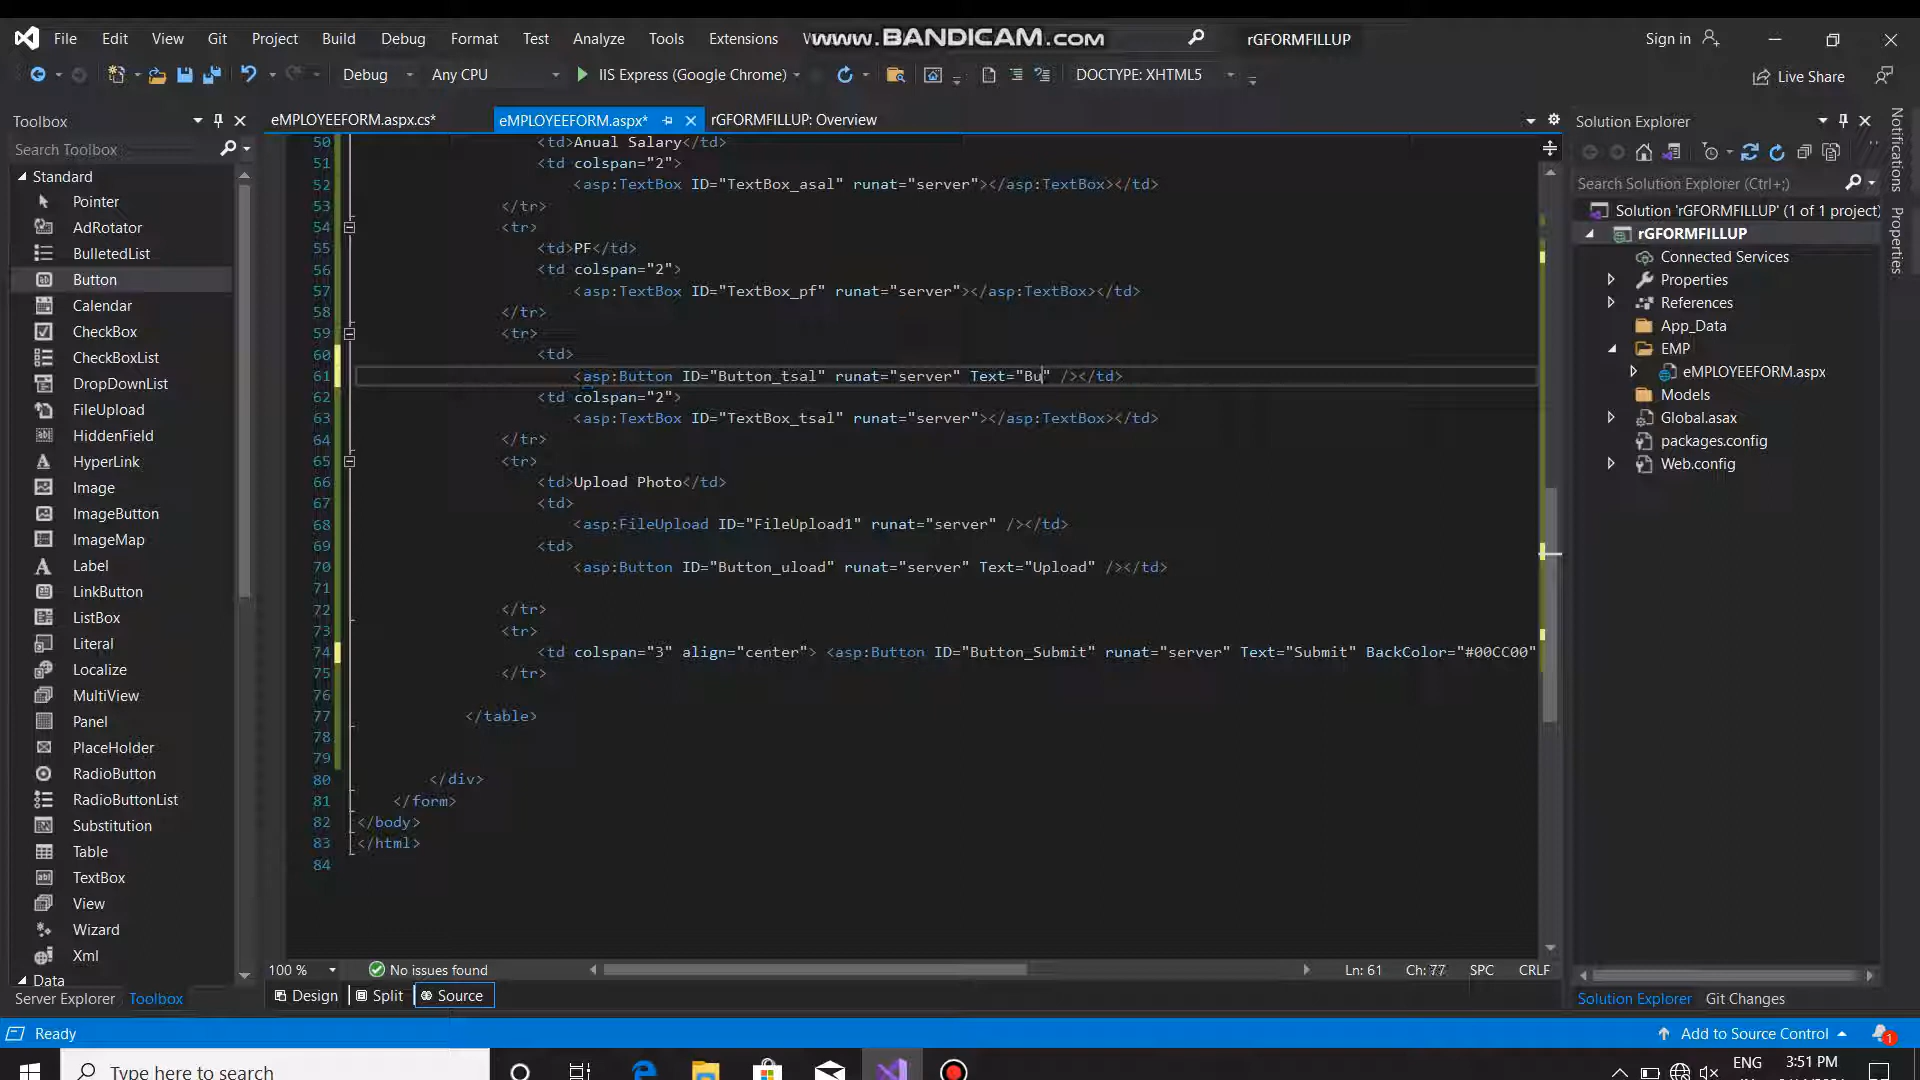 www.BANDICAM.com
File Edit View Git Project Build Debug Format Test Analyze Tools Extensions rGFORMFILLUP Sign in
Debug Any CPU IIS Express (Google Chrome) DOCTYPE: XHTML5 Live Share
Toolbox
Search Toolbox
Standard
Pointer
AdRotator
BulletedList
Button
Calendar
CheckBox
CheckBoxList
DropDownList
FileUpload
HiddenField
HyperLink
Image
ImageButton
ImageMap
Label
LinkButton
ListBox
Literal
Localize
MultiView
Panel
PlaceHolder
RadioButton
RadioButtonList
Substitution
Table
TextBox
View
Wizard
Xml
Data
Server Explorer Toolbox
eMPLOYEEFORM.aspx.cs* eMPLOYEEFORM.aspx* rGFORMFILLUP: Overview
50 <td>Anual Salary</td>
51 <td colspan="2">
52 <asp:TextBox ID="TextBox_asal" runat="server"></asp:TextBox></td>
53 </tr>
54 <tr>
55 <td>PF</td>
56 <td colspan="2">
57 <asp:TextBox ID="TextBox_pf" runat="server"></asp:TextBox></td>
58 </tr>
59 <tr>
60 <td>
61 <asp:Button ID="Button_tsal" runat="server" Text="Bu" /></td>
62 <td colspan="2">
63 <asp:TextBox ID="TextBox_tsal" runat="server"></asp:TextBox></td>
64 </tr>
65 <tr>
66 <td>Upload Photo</td>
67 <td>
68 <asp:FileUpload ID="FileUpload1" runat="server" /></td>
69 <td>
70 <asp:Button ID="Button_uload" runat="server" Text="Upload" /></td>
71
72 </tr>
73 <tr>
74 <td colspan="3" align="center"> <asp:Button ID="Button_Submit" runat="server" Text="Submit" BackColor="#00CC00"
75 </tr>
76
77 </table>
78
79
80 </div>
81 </form>
82 </body>
83 </html>
84
100 % No issues found Ln: 61 Ch: 77 SPC CRLF
Design Split Source
Solution Explorer
Search Solution Explorer (Ctrl+;)
Solution 'rGFORMFILLUP' (1 of 1 project)
rGFORMFILLUP
Connected Services
Properties
References
App_Data
EMP
eMPLOYEEFORM.aspx
Models
Global.asax
packages.config
Web.config
Solution Explorer Git Changes
Notifications
Properties
Ready Add to Source Control 1
Type here to search ENG 3:51 PM